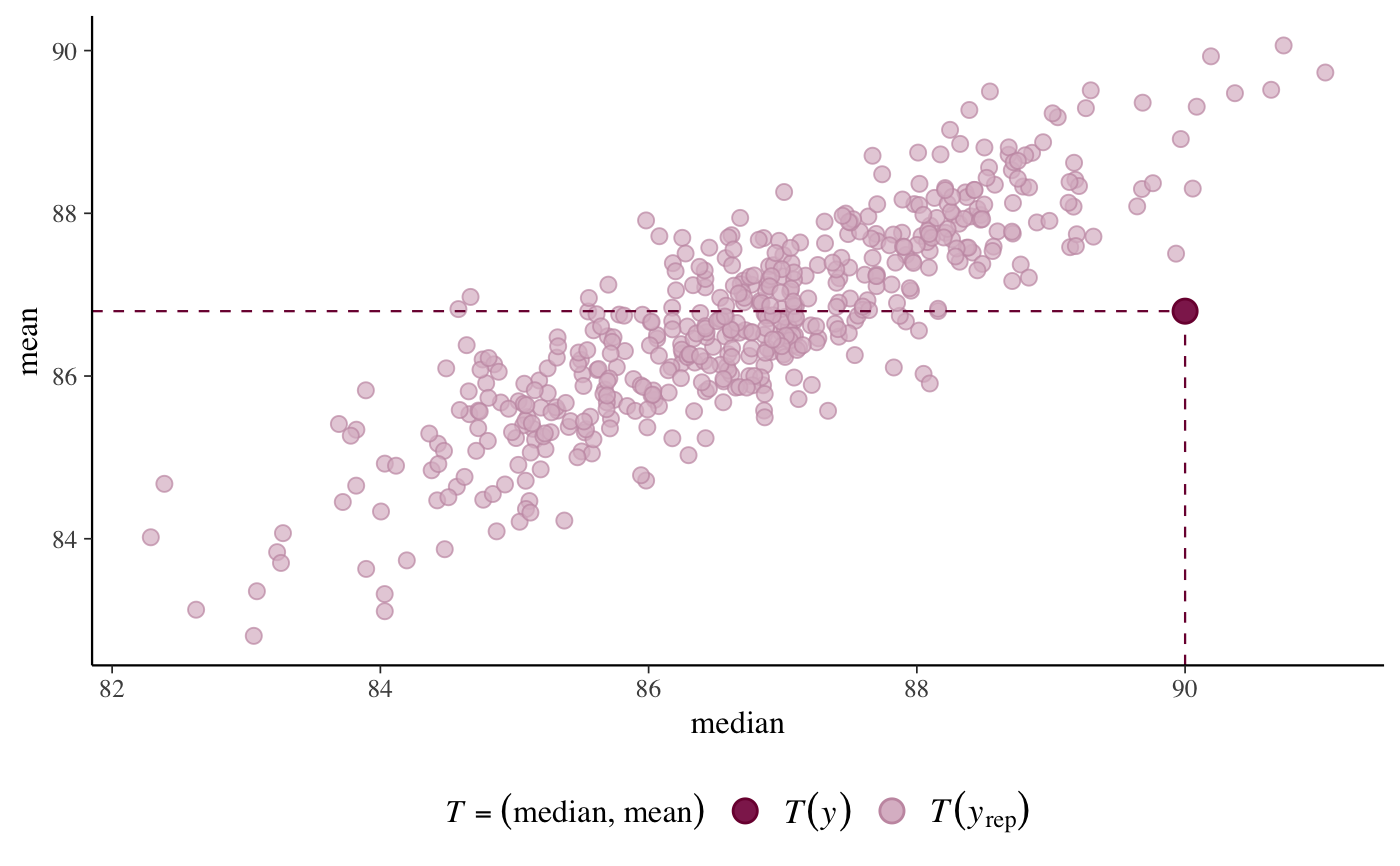 90
88
86
84
mean
82 84 86 88 90
median
T = (median, mean) T(y) T(y_rep)